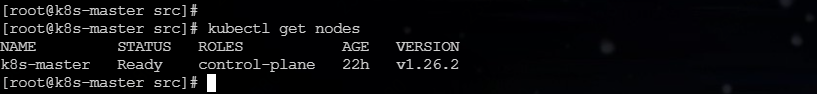 [root@k8s-master src]#
[root@k8s-master src]# kubectl get nodes
NAME         STATUS   ROLES           AGE   VERSION
k8s-master   Ready    control-plane   22h   v1.26.2
[root@k8s-master src]#